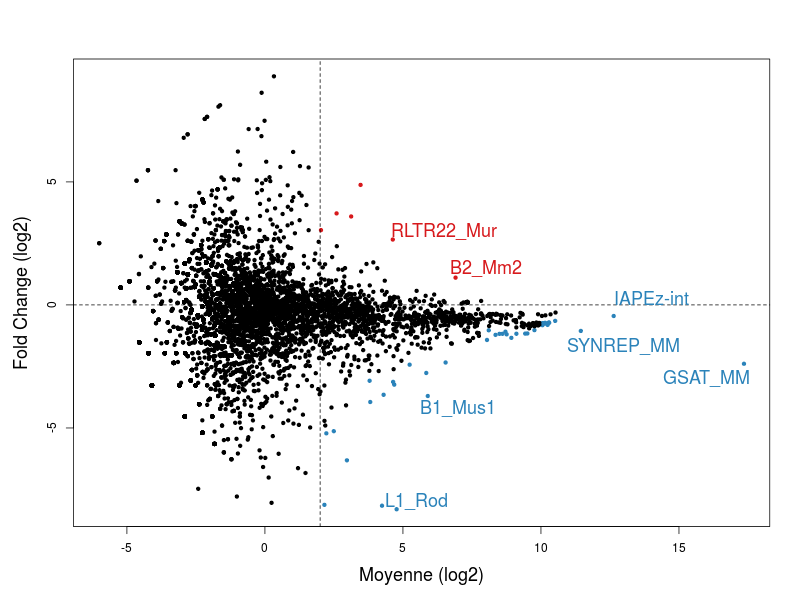 Fold Change (log2)
5
0
-5
RLTR22_Mur
B2_Mm2
IAPEz-int
SYNREP_MM
GSAT_MM
B1_Mus1
L1_Rod
-5
0
5
10
15
Moyenne (log2)